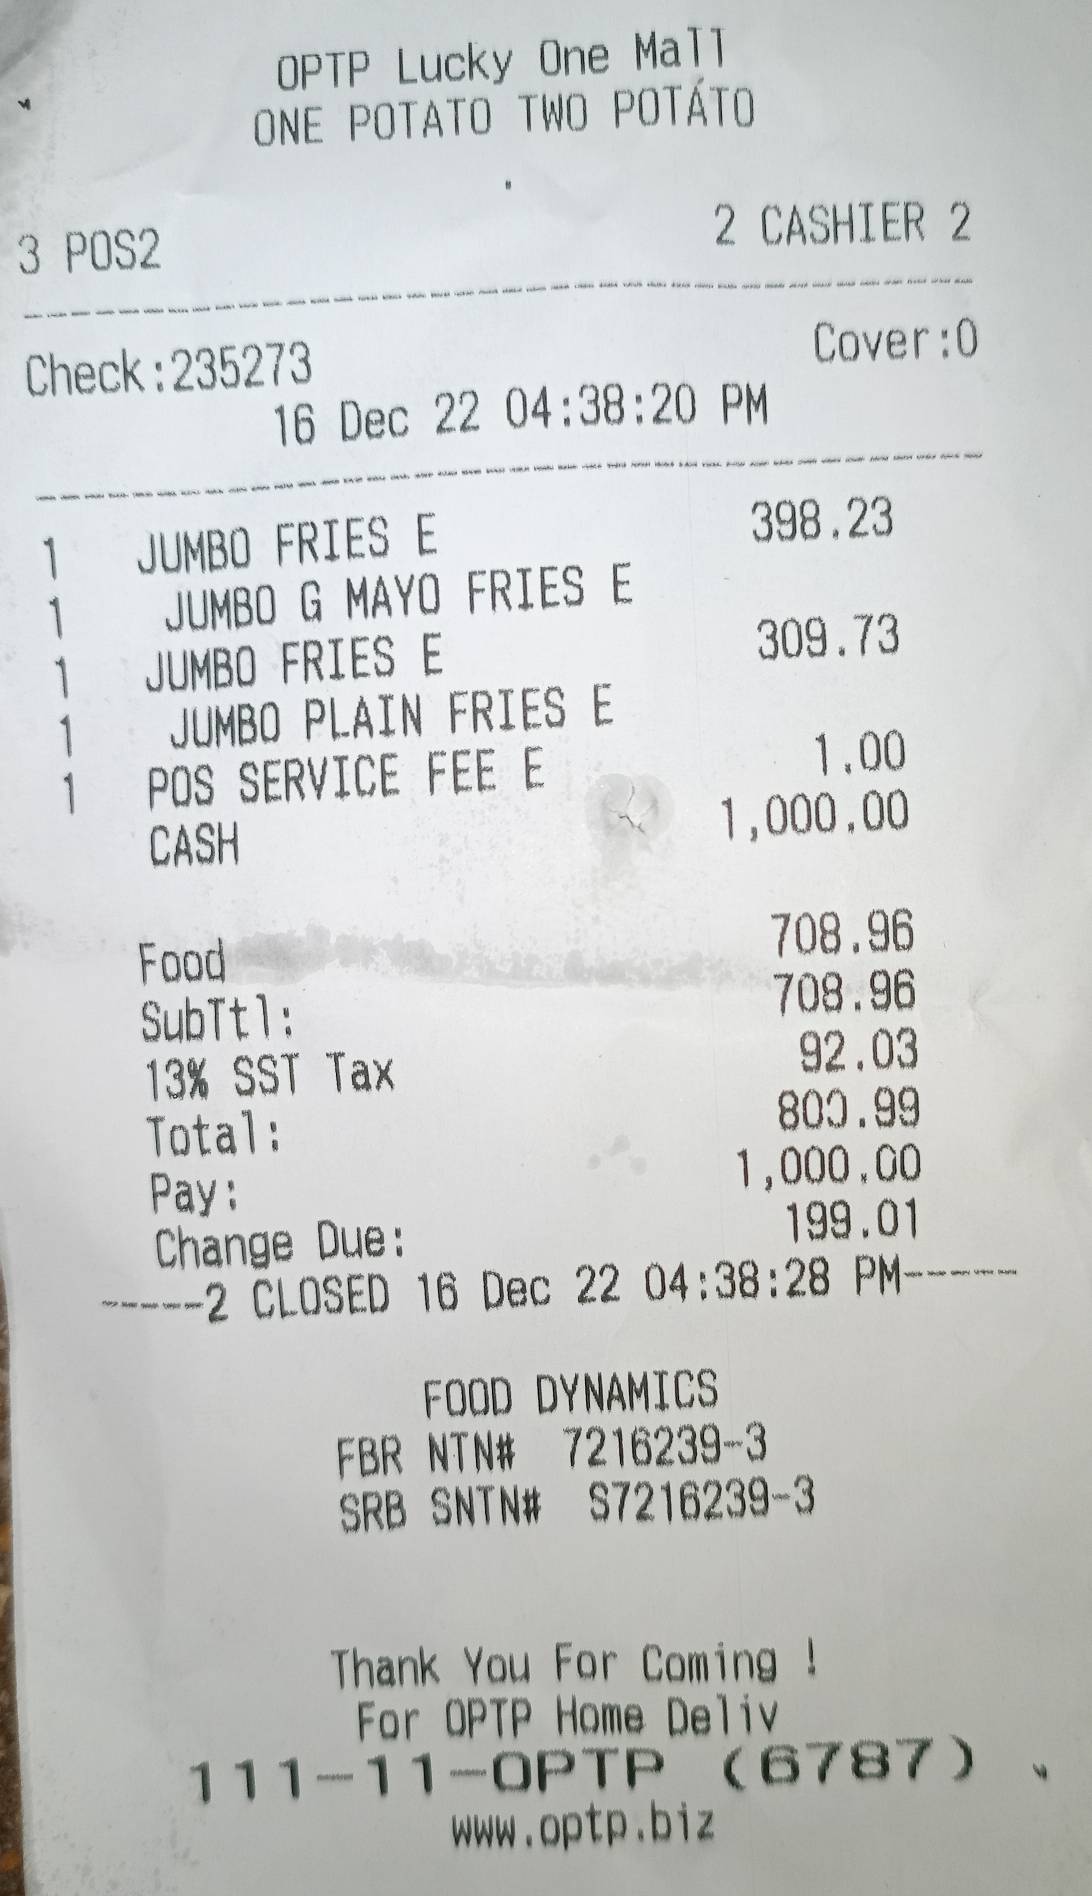 OPTP Lucky One Mall
ONE POTATO TWO POTATO
3 POS2 2 CASHIER 2
Check:235273 Cover:0
16 Dec 22 04:38:20 PM
1 JUMBO FRIES E 398.23
1 JUMBO G MAYO FRIES E
1 JUMBO FRIES E 309.73
1 JUMBO PLAIN FRIES E
1 POS SERVICE FEE E 1.00
CASH 1,000.00
Food 708.96
SubTtl: 708.96
13% SST Tax 92.03
Total: 800.99
Pay: 1,000.00
Change Due: 199.01
-----2 CLOSED 16 Dec 22 04:38:28 PM-----
FOOD DYNAMICS
FBR NTN# 7216239-3
SRB SNTN# S7216239-3
Thank You For Coming !
For OPTP Home Deliv
111-11-OPTP (6787)
www.optp.biz